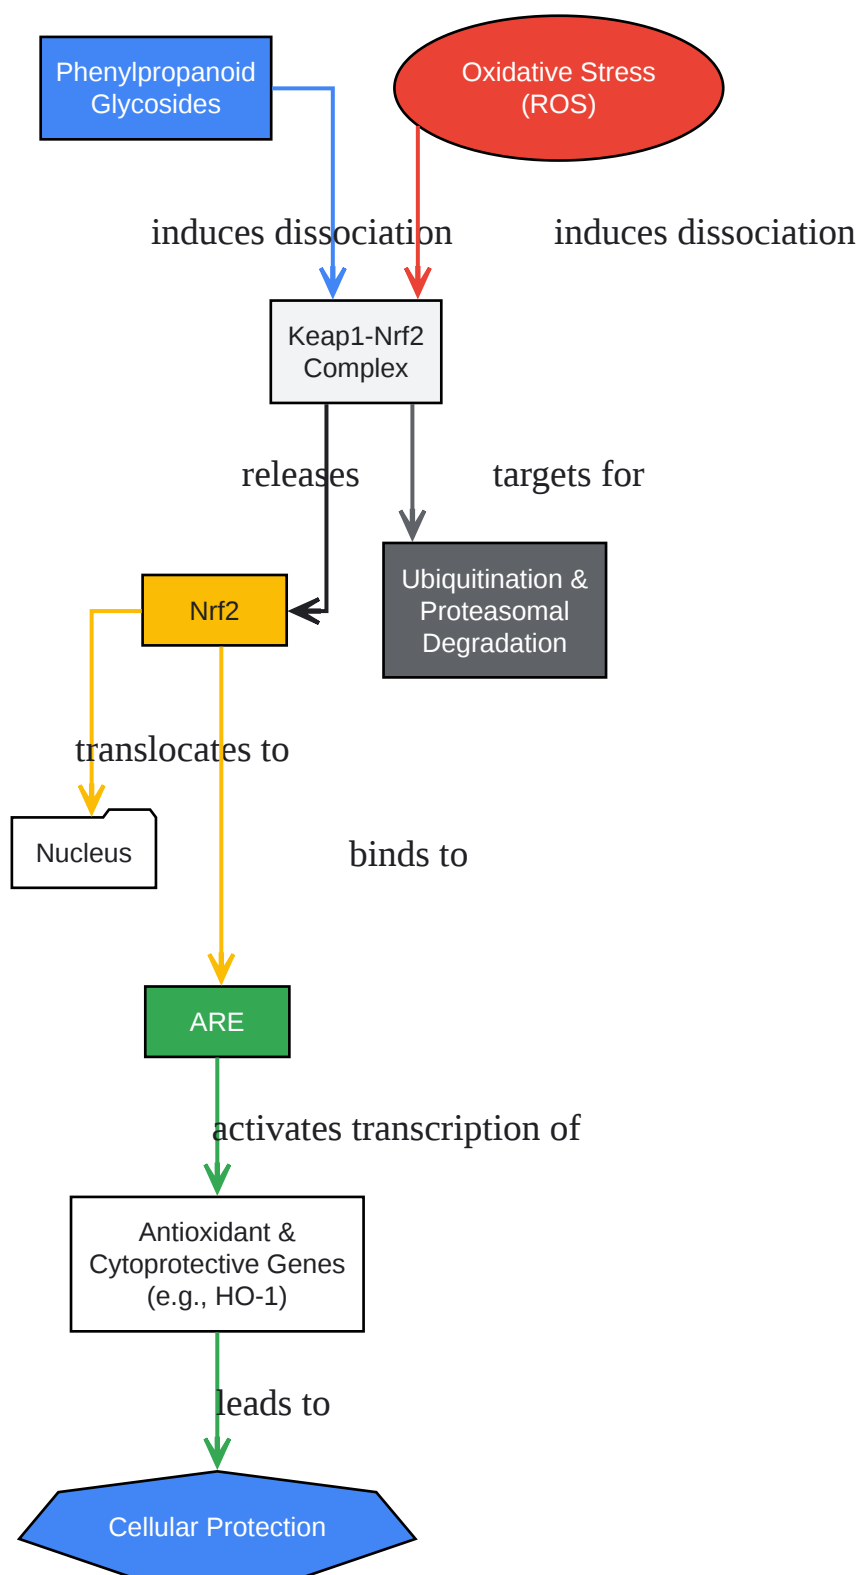 Phenylpropanoid
Glycosides
Oxidative Stress
(ROS)
induces dissociation
induces dissociation
Keap1-Nrf2
Complex
releases
targets for
Ubiquitination &
Proteasomal
Degradation
Nrf2
translocates to
Nucleus
binds to
ARE
activates transcription of
Antioxidant &
Cytoprotective Genes
(e.g., HO-1)
leads to
Cellular Protection